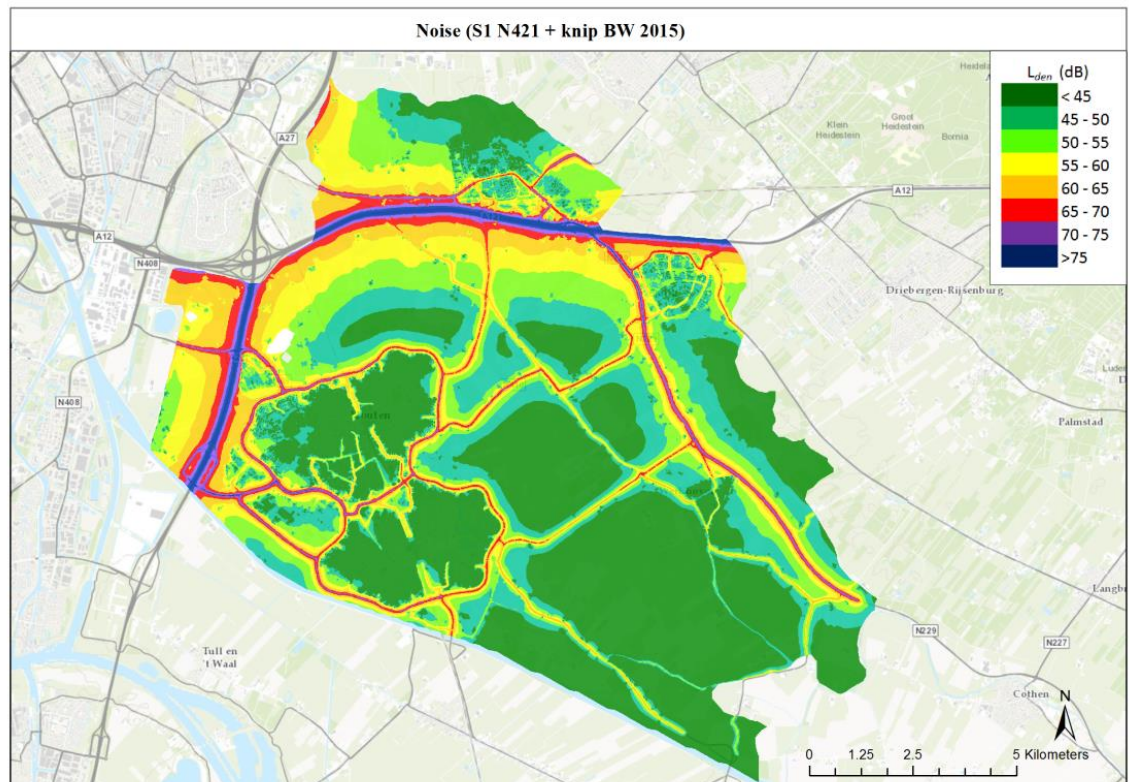 Noise (S1 N421 + knip BW 2015)
Lden (dB)
< 45
45 - 50
50 - 55
55 - 60
60 - 65
65 - 70
70 - 75
>75
Klein
Heidestein
Groot
Heidestein
Bornia
A27
A12
A12
N408
Driebergen-Rijsenburg
N408
Palmstad
Tull en
't Waal
N229
N227
Cothen
N
0 1.25 2.5 5 Kilometers